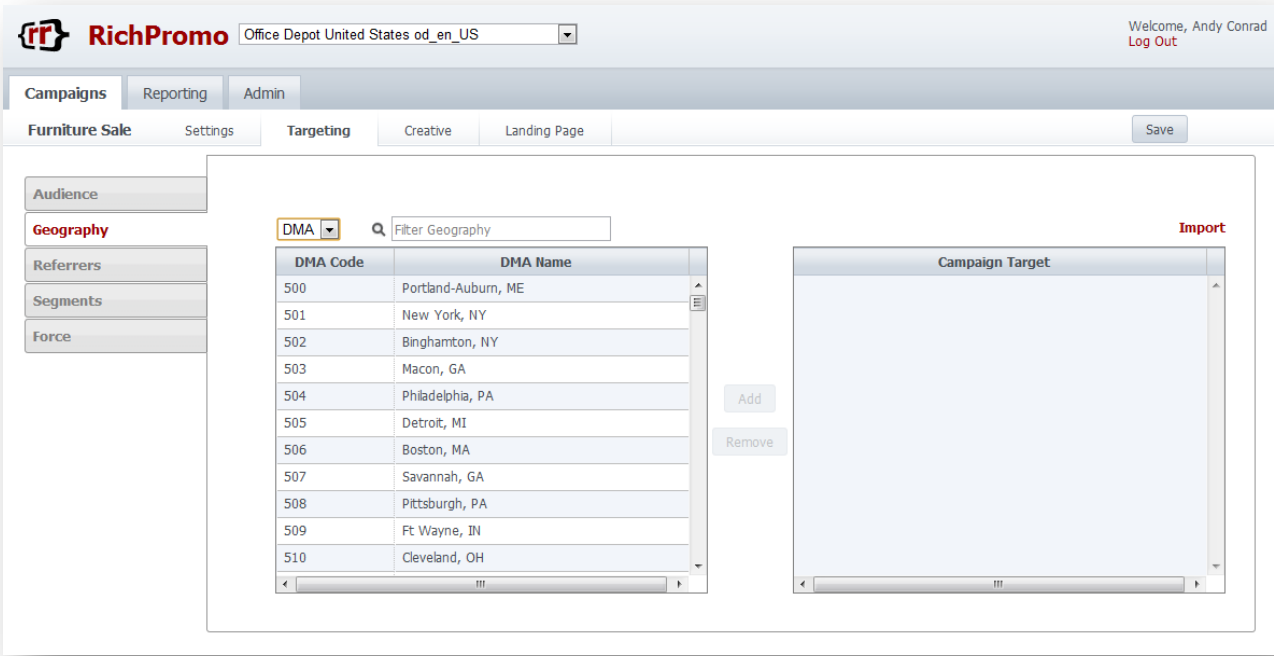 {rr} RichPromo Office Depot United States od_en_US
Welcome, Andy Conrad
Log Out
Campaigns Reporting Admin
Furniture Sale Settings Targeting Creative Landing Page Save
Audience
Geography
Referrers
Segments
Force
DMA Filter Geography Import
DMA Code DMA Name
500 Portland-Auburn, ME
501 New York, NY
502 Binghamton, NY
503 Macon, GA
504 Philadelphia, PA
505 Detroit, MI
506 Boston, MA
507 Savannah, GA
508 Pittsburgh, PA
509 Ft Wayne, IN
510 Cleveland, OH
Add
Remove
Campaign Target